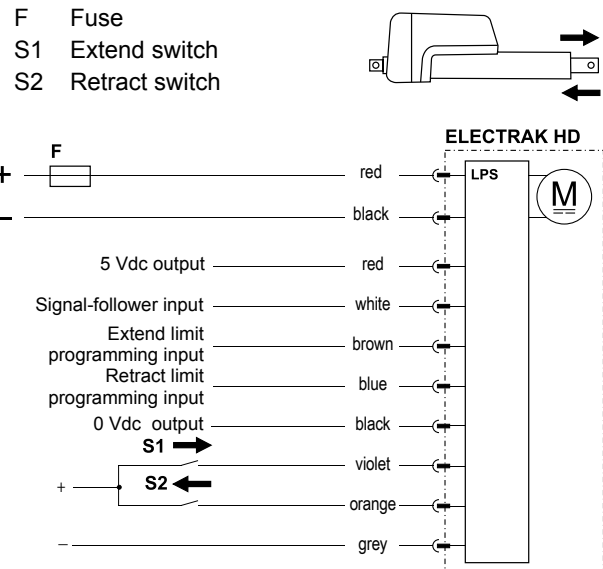 F Fuse
S1 Extend switch
S2 Retract switch
ELECTRAK HD
F
+ red LPS
M
– black
5 Vdc output red
Signal-follower input white
Extend limit
programming input brown
Retract limit
programming input blue
0 Vdc output black
S1
violet
S2
+
orange
– grey